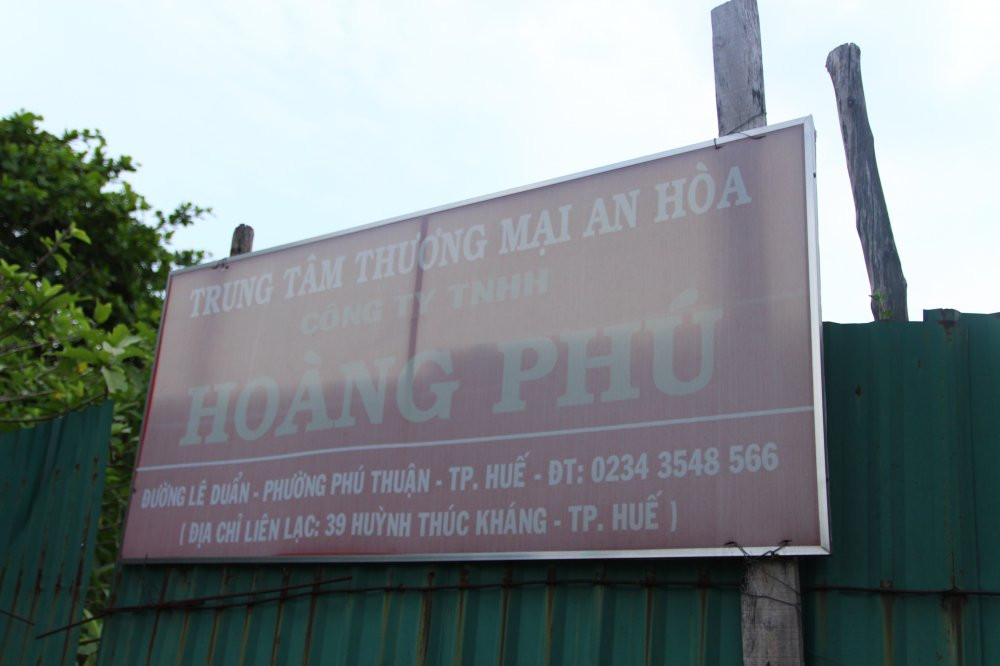 TRUNG TÂM THƯƠNG MẠI AN HÒA
CÔNG TY TNHH
HOÀNG PHÚ
ĐƯỜNG LÊ DUẨN - PHƯỜNG PHÚ THUẬN - TP. HUẾ - ĐT: 0234 3548 566
( ĐỊA CHỈ LIÊN LẠC: 39 HUỲNH THÚC KHÁNG - TP. HUẾ )